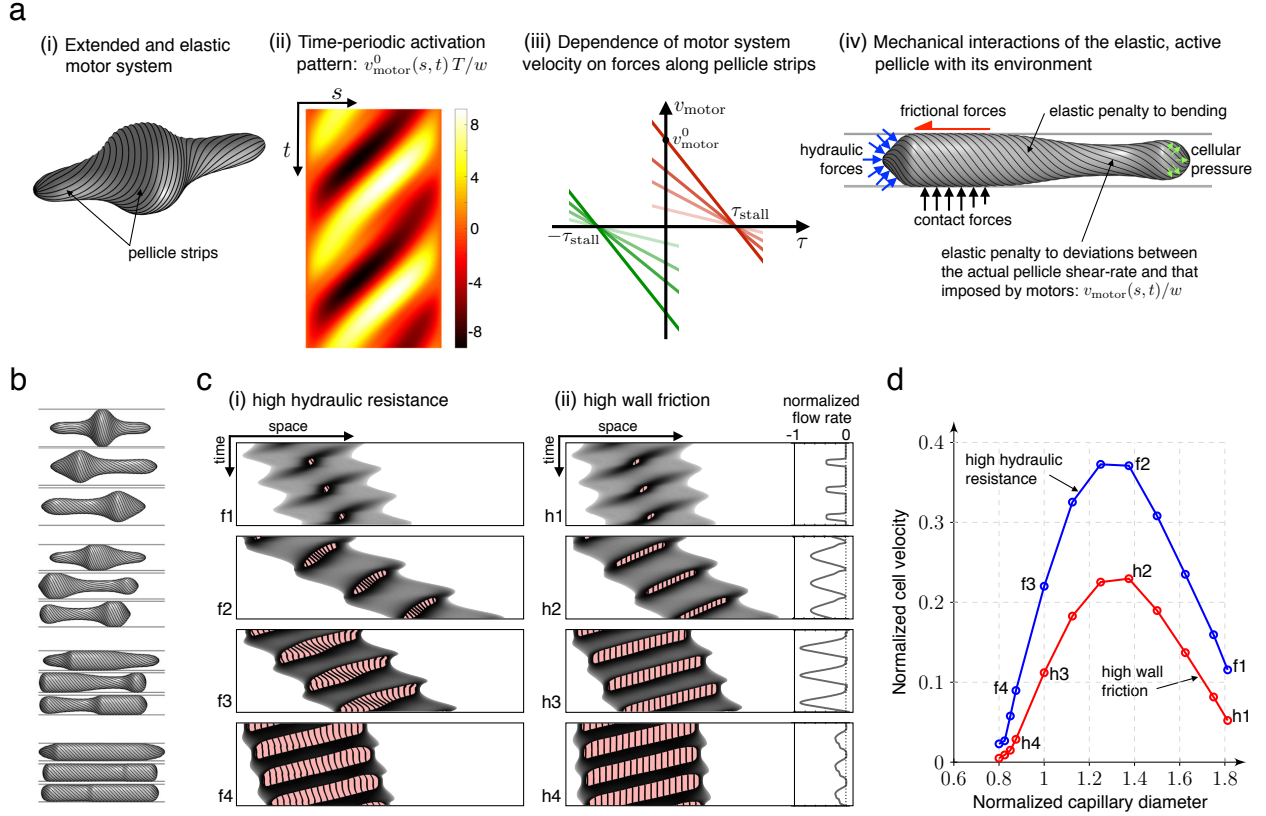 a
(i) Extended and elastic
motor system
pellicle strips
(ii) Time-periodic activation
pattern: v⁰motor(s, t) T/w
s
t
8
4
0
-4
-8
(iii) Dependence of motor system
velocity on forces along pellicle strips
vmotor
v⁰motor
τstall
−τstall
τ
(iv) Mechanical interactions of the elastic, active
pellicle with its environment
frictional forces
elastic penalty to bending
hydraulic
forces
cellular
pressure
contact forces
elastic penalty to deviations between
the actual pellicle shear-rate and that
imposed by motors: vmotor(s, t)/w
b
c
(i) high hydraulic resistance
space
time
f1
f2
f3
f4
(ii) high wall friction
space
time
h1
h2
h3
h4
normalized
flow rate
-1 0
d
Normalized cell velocity
0.4
0.3
0.2
0.1
0
high hydraulic
resistance
f2
f3
f4
f1
h2
h3
h4
h1
high wall
friction
0.6 0.8 1 1.2 1.4 1.6 1.8
Normalized capillary diameter